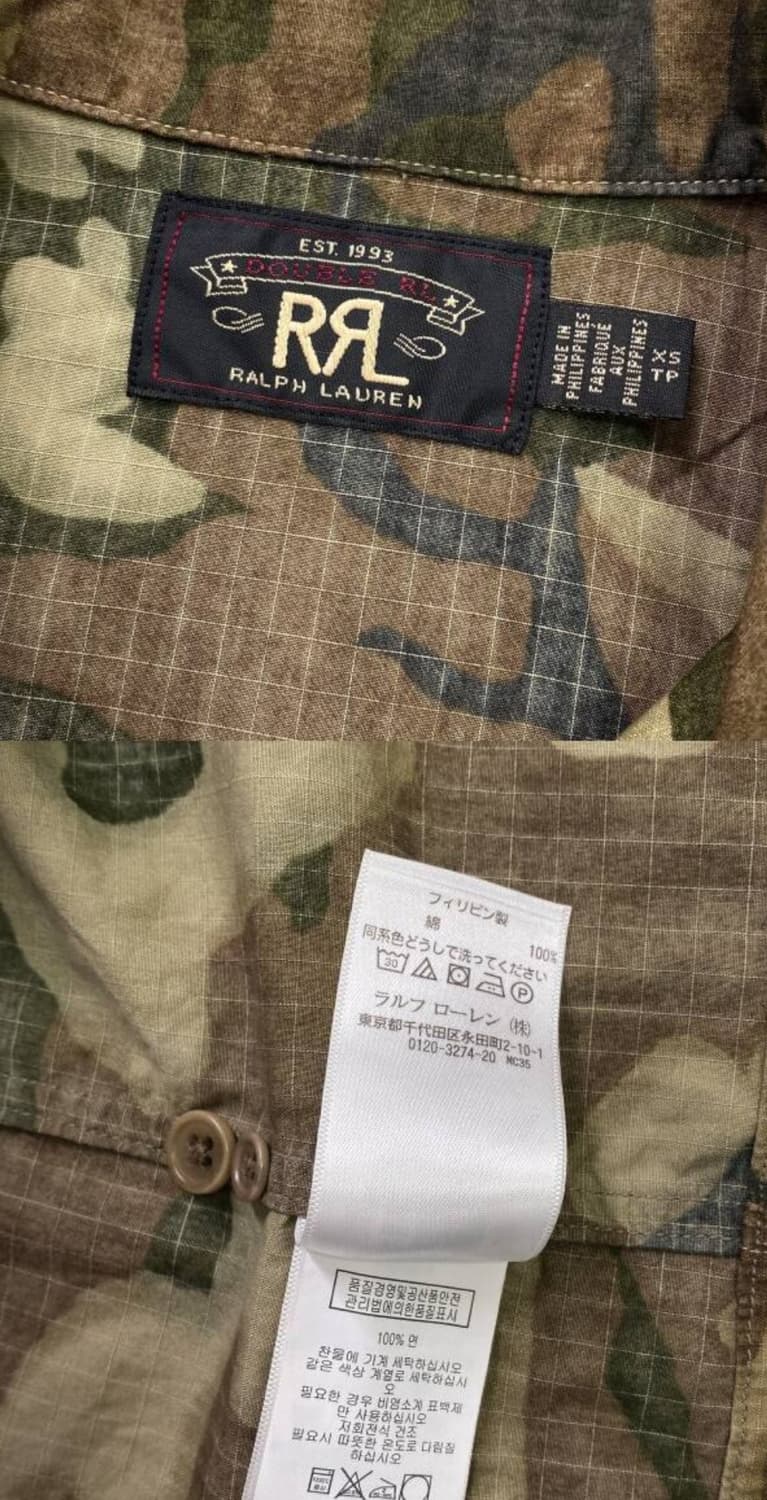 EST. 1993
DOUBLE RL
RRL
RALPH LAUREN
MADE IN
PHILIPPINES
FABRIQUÉ
AUX
PHILIPPINES
XS
TP
フィリピン製
綿 100%
同系色どうしで洗ってください
30
P
ラルフ ローレン (株)
東京都千代田区永田町2-10-1
0120-3274-20 MC35
품질경영및공산품안전
관리법에의한품질표시
100% 면
찬물에 기계 세탁하십시오
같은 색상 계열로 세탁하십시
오
필요한 경우 비염소계 표백제
만 사용하십시오
저회전식 건조
필요시 따뜻한 온도로 다림질
하십시오